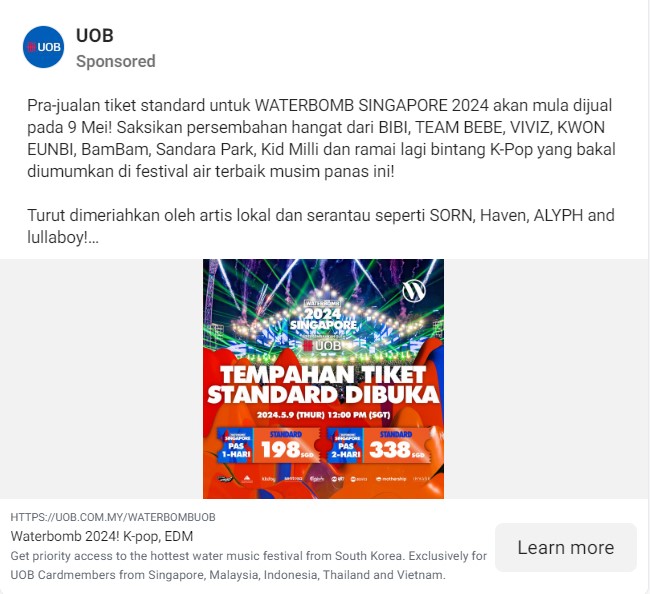 UOB
UOB
Sponsored
Pra-jualan tiket standard untuk WATERBOMB SINGAPORE 2024 akan mula dijual
pada 9 Mei! Saksikan persembahan hangat dari BIBI, TEAM BEBE, VIVIZ, KWON
EUNBI, BamBam, Sandara Park, Kid Milli dan ramai lagi bintang K-Pop yang bakal
diumumkan di festival air terbaik musim panas ini!
Turut dimeriahkan oleh artis lokal dan serantau seperti SORN, Haven, ALYPH and
lullaboy!...
WATERBOMB
2024
SINGAPORE
UOB
TEMPAHAN TIKET
STANDARD DIBUKA
2024.5.9 (THUR) 12:00 PM (SGT)
SINGAPORE
PAS
1-HARI
STANDARD
198 SGD
SINGAPORE
PAS
2-HARI
STANDARD
338 SGD
HTTPS://UOB.COM.MY/WATERBOMBUOB
Waterbomb 2024! K-pop, EDM
Get priority access to the hottest water music festival from South Korea. Exclusively for
UOB Cardmembers from Singapore, Malaysia, Indonesia, Thailand and Vietnam.
Learn more